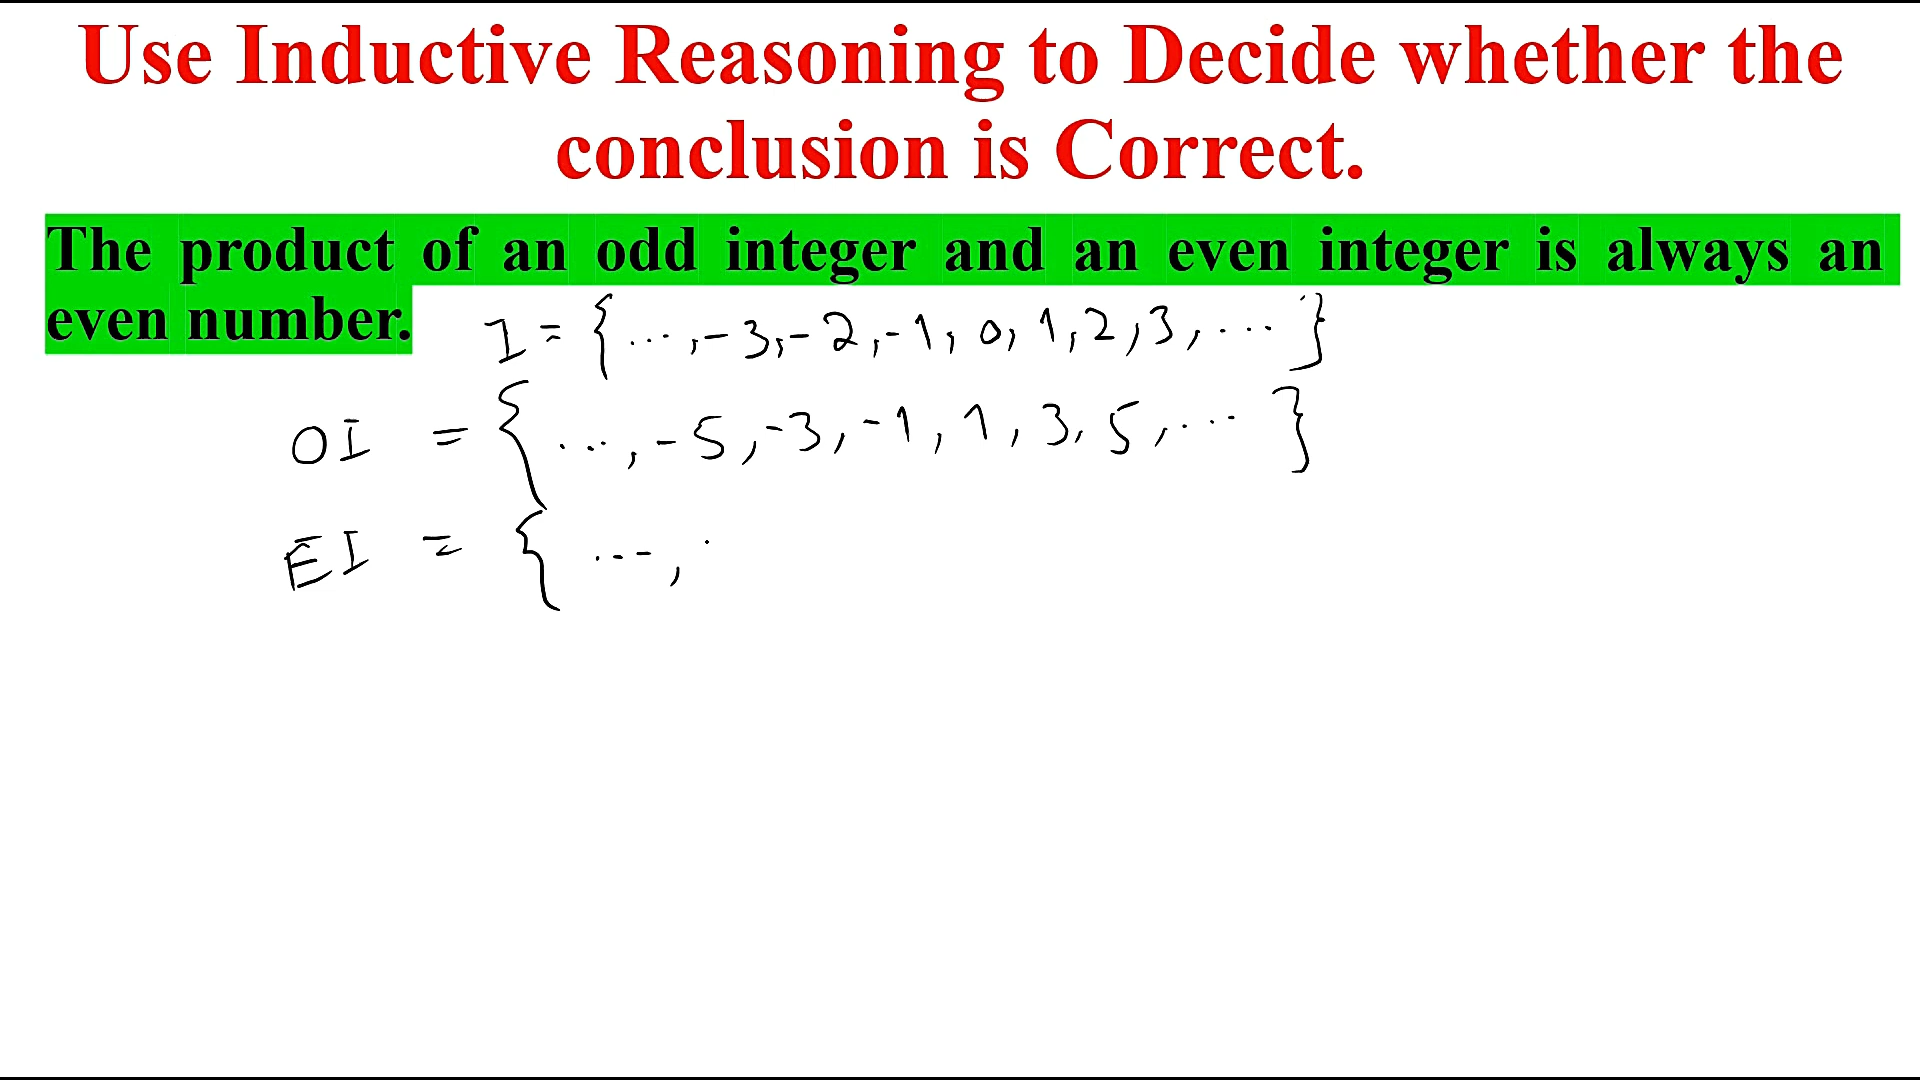 Use Inductive Reasoning to Decide whether the
conclusion is Correct.
The product of an odd integer and an even integer is always an
even number.
I = {..., -3, -2, -1, 0, 1, 2, 3, ...}
OI = {..., -5, -3, -1, 1, 3, 5, ...}
EI = {...,